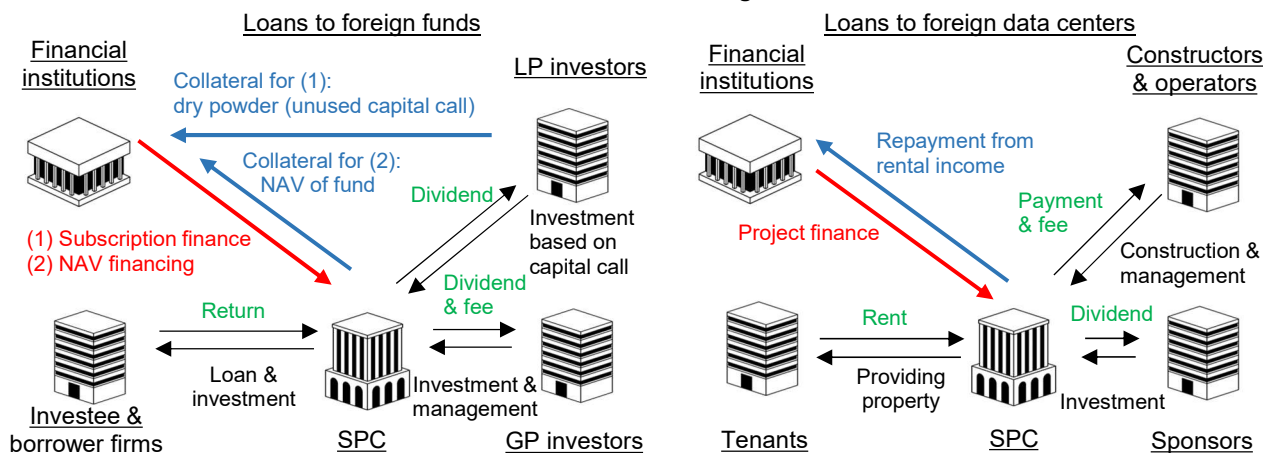 Loans to foreign funds
Financial
institutions
Collateral for (1):
dry powder (unused capital call)
LP investors
Collateral for (2):
NAV of fund
Dividend
(1) Subscription finance
(2) NAV financing
Investment
based on
capital call
Dividend
& fee
Return
Loan &
investment
Investment &
management
Investee &
borrower firms
SPC
GP investors
Loans to foreign data centers
Financial
institutions
Constructors
& operators
Repayment from
rental income
Payment
& fee
Project finance
Construction &
management
Rent
Dividend
Providing
property
Investment
Tenants
SPC
Sponsors